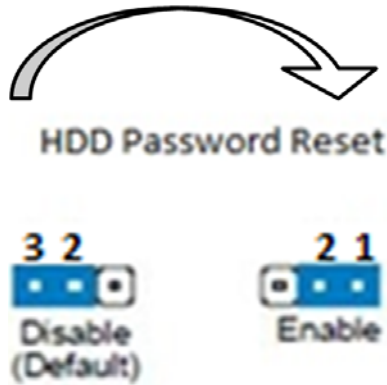 HDD Password Reset
3 2
2 1
Disable
(Default)
Enable